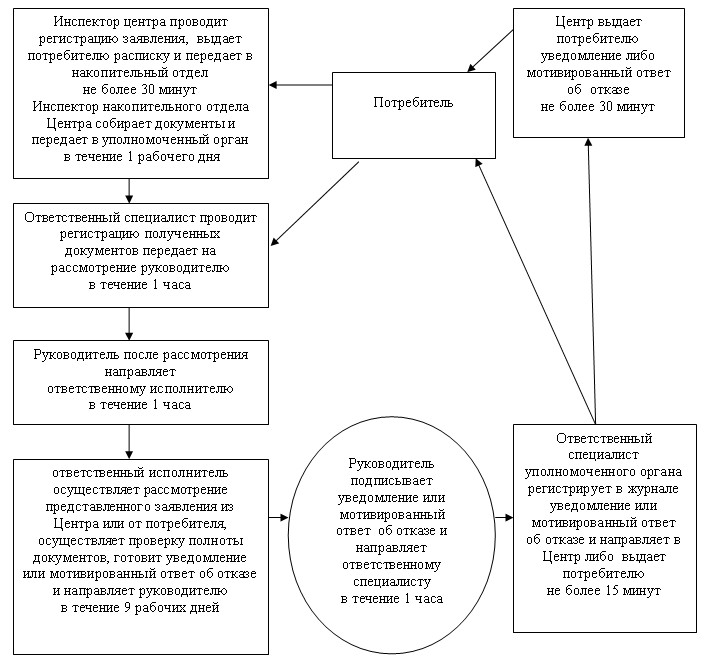 Инспектор центра проводит
регистрацию заявления, выдает
потребителю расписку и передает в
накопительный отдел
не более 30 минут
Инспектор накопительного отдела
Центра собирает документы и
передает в уполномоченный орган
в течение 1 рабочего дня
Потребитель
Центр выдает
потребителю
уведомление либо
мотивированный ответ
об отказе
не более 30 минут
Ответственный специалист проводит
регистрацию полученных
документов передает на
рассмотрение руководителю
в течение 1 часа
Руководитель после рассмотрения
направляет
ответственному исполнителю
в течение 1 часа
ответственный исполнитель
осуществляет рассмотрение
представленного заявления из
Центра или от потребителя,
осуществляет проверку полноты
документов, готовит уведомление
или мотивированный ответ об отказе
и направляет руководителю
в течение 9 рабочих дней
Руководитель
подписывает
уведомление или
мотивированный
ответ об отказе и
направляет
ответственному
специалисту
в течение 1 часа
Ответственный
специалист
уполномоченного органа
регистрирует в журнале
уведомление или
мотивированный ответ
об отказе и направляет в
Центр либо выдает
потребителю
не более 15 минут